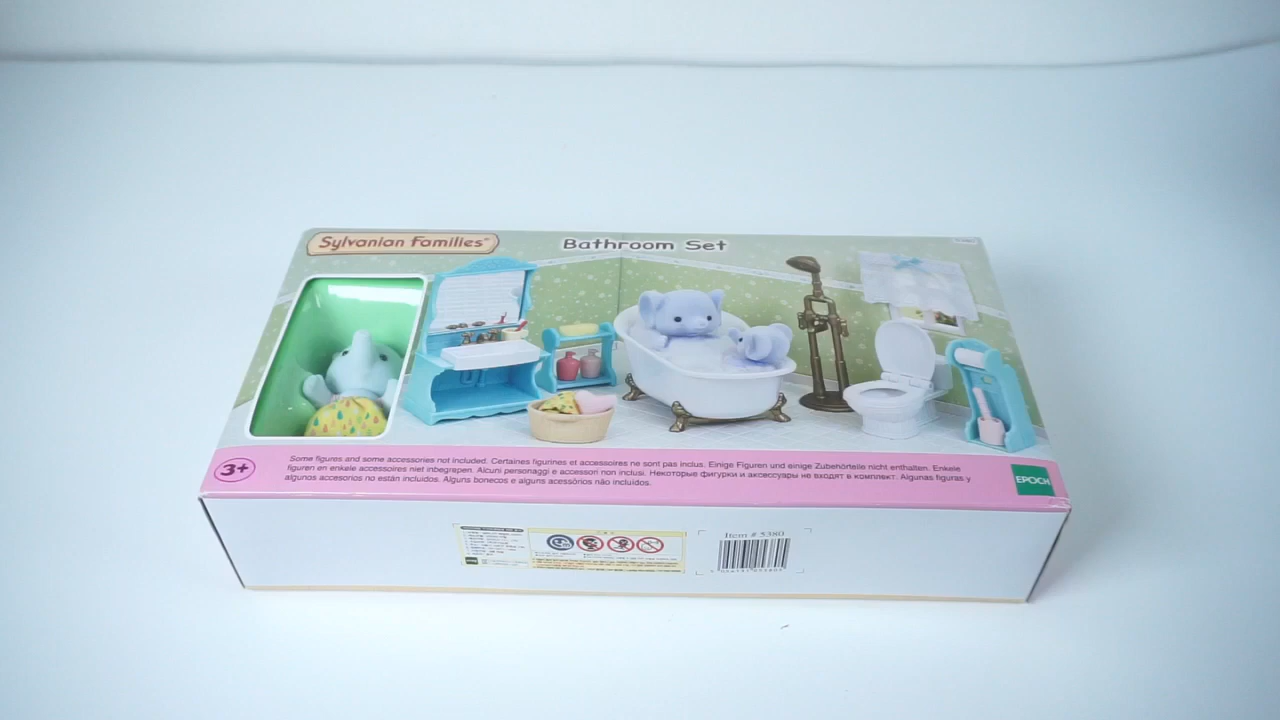 Sylvanian Families
Bathroom Set
3+
Some figures and some accessories not included. Certaines figurines et accessoires ne sont pas inclus. Einige Figuren und einige Zubehörteile nicht enthalten. Enkele
figuren en enkele accessoires niet inbegrepen. Alcuni personaggi e accessori non inclusi. Некоторые фигурки и аксессуары не входят в комплект. Algunas figuras y
algunos accesorios no están incluidos. Alguns bonecos e alguns acessórios não incluídos.
EPOCH
Item # 5380